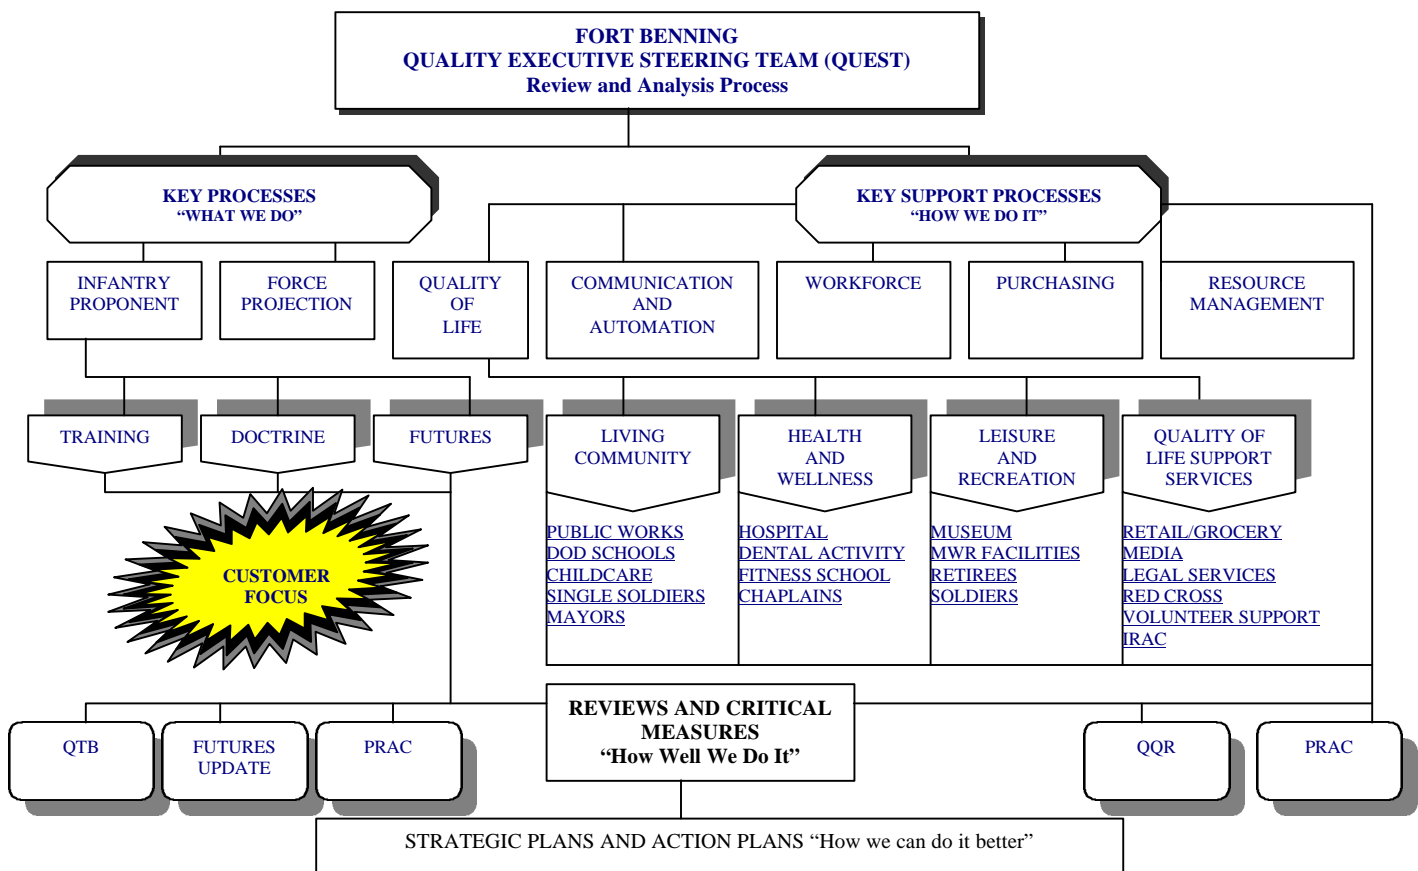 FORT BENNING
QUALITY EXECUTIVE STEERING TEAM (QUEST)
Review and Analysis Process
KEY PROCESSES
“WHAT WE DO”
KEY SUPPORT PROCESSES
“HOW WE DO IT”
INFANTRY
PROPONENT
FORCE
PROJECTION
QUALITY
OF
LIFE
COMMUNICATION
AND
AUTOMATION
WORKFORCE
PURCHASING
RESOURCE
MANAGEMENT
TRAINING
DOCTRINE
FUTURES
LIVING
COMMUNITY
HEALTH
AND
WELLNESS
LEISURE
AND
RECREATION
QUALITY OF
LIFE SUPPORT
SERVICES
PUBLIC WORKS
DOD SCHOOLS
CHILDCARE
SINGLE SOLDIERS
MAYORS
HOSPITAL
DENTAL ACTIVITY
FITNESS SCHOOL
CHAPLAINS
MUSEUM
MWR FACILITIES
RETIREES
SOLDIERS
RETAIL/GROCERY
MEDIA
LEGAL SERVICES
RED CROSS
VOLUNTEER SUPPORT
IRAC
CUSTOMER
FOCUS
REVIEWS AND CRITICAL
MEASURES
“How Well We Do It”
QTB
FUTURES
UPDATE
PRAC
QQR
PRAC
STRATEGIC PLANS AND ACTION PLANS “How we can do it better”